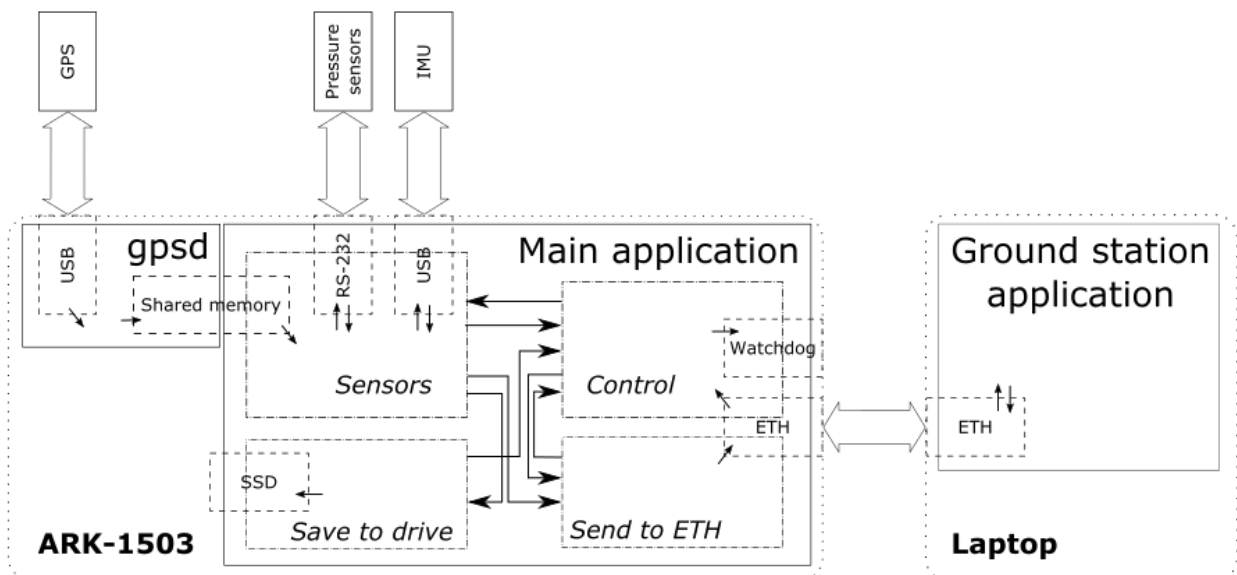 GPS
Pressure
sensors
IMU
USB
gpsd
Shared memory
RS-232
USB
Main application
Sensors
Control
Watchdog
ETH
SSD
Save to drive
Send to ETH
ARK-1503
Ground station
application
ETH
Laptop